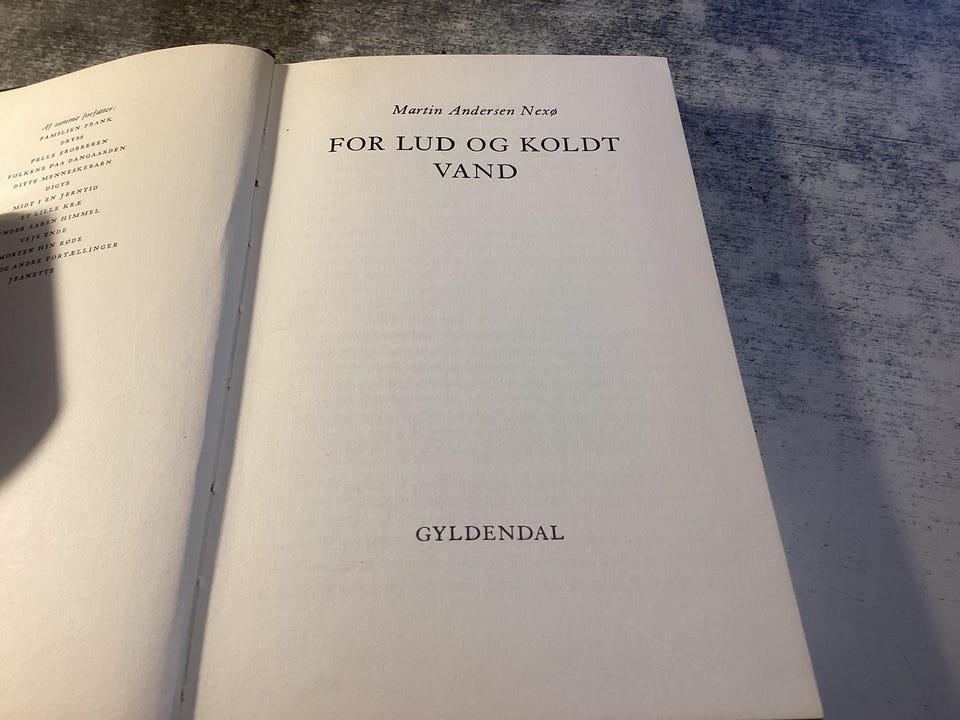 Af samme forfatter:
FAMILIEN FRANK
DRYSS
PELLE EROBREREN
FOLKENE PAA DANGAARDEN
DITTE MENNESKEBARN
DIGTE
MIDT I EN JERNTID
ET LILLE KRÆ
UNDER AABEN HIMMEL
VEJS ENDE
MORTEN HIN RØDE
OG ANDRE FORTÆLLINGER
JEANETTE
Martin Andersen Nexø
FOR LUD OG KOLDT
VAND
GYLDENDAL